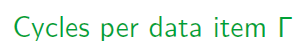 Cycles per data item Γ